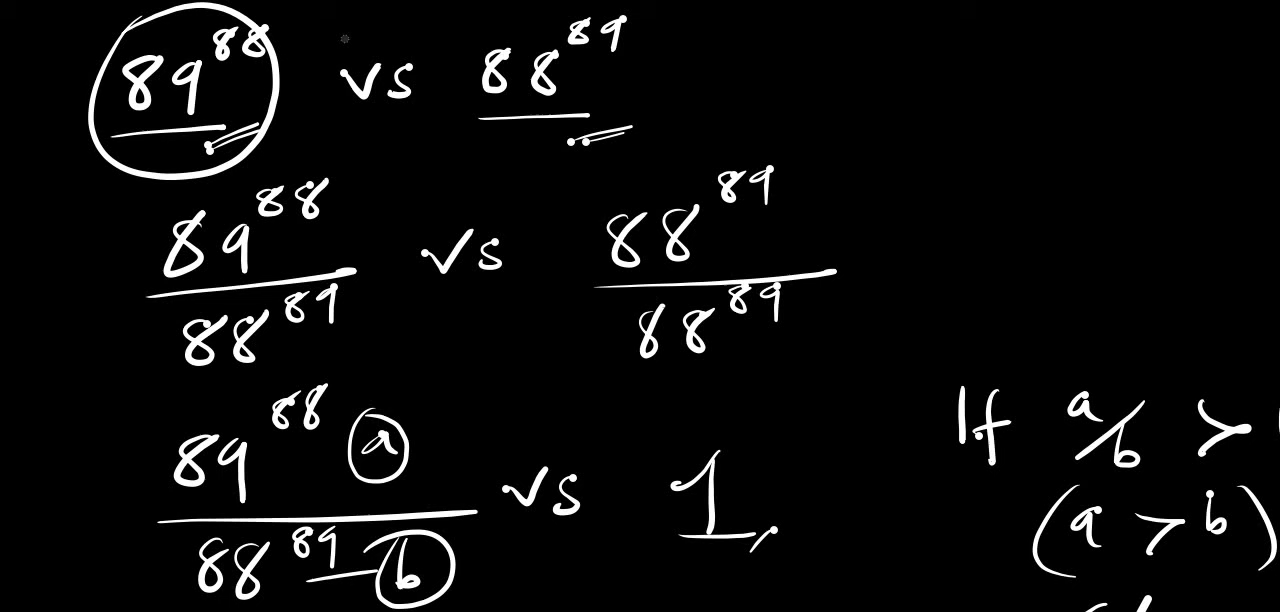 89^88 vs 88^89
89^88 / 88^89 vs 88^89 / 88^89
89^88 (a) / 88^89 (b) vs 1
If a/b >
(a > b)